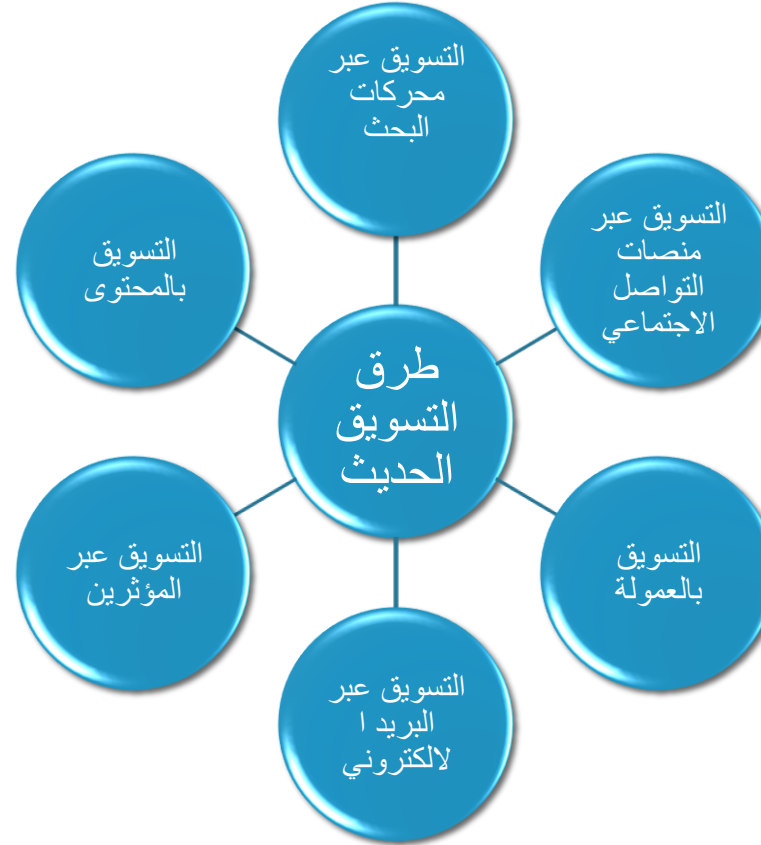 التسويق عبر
محركات
البحث
التسويق عبر
منصات
التواصل
الاجتماعي
التسويق
بالمحتوى
طرق
التسويق
الحديث
التسويق عبر
المؤثرين
التسويق
بالعمولة
التسويق عبر
البريد ا
لالكتروني